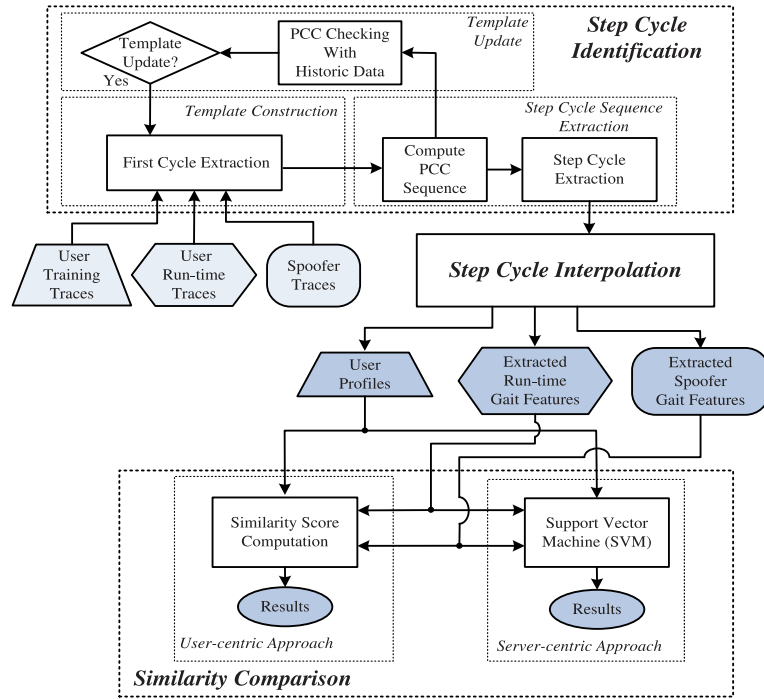 Step Cycle
Identification
Template
Update
PCC Checking
With
Historic Data
Template
Update?
Yes
Template Construction
Step Cycle Sequence
Extraction
First Cycle Extraction
Compute
PCC
Sequence
Step Cycle
Extraction
User
Training
Traces
User
Run-time
Traces
Spoofer
Traces
Step Cycle Interpolation
User
Profiles
Extracted
Run-time
Gait Features
Extracted
Spoofer
Gait Features
Similarity Score
Computation
Support Vector
Machine (SVM)
Results
Results
User-centric Approach
Server-centric Approach
Similarity Comparison